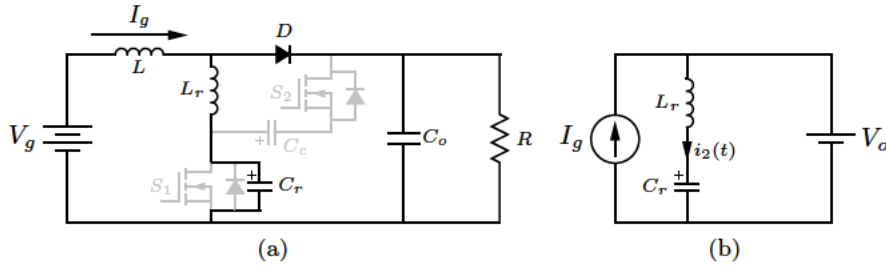 I_g
L
D
L_r
S_2
C_c
V_g
S_1
C_r
C_o
R
(a)
I_g
L_r
i_2(t)
C_r
V_o
(b)